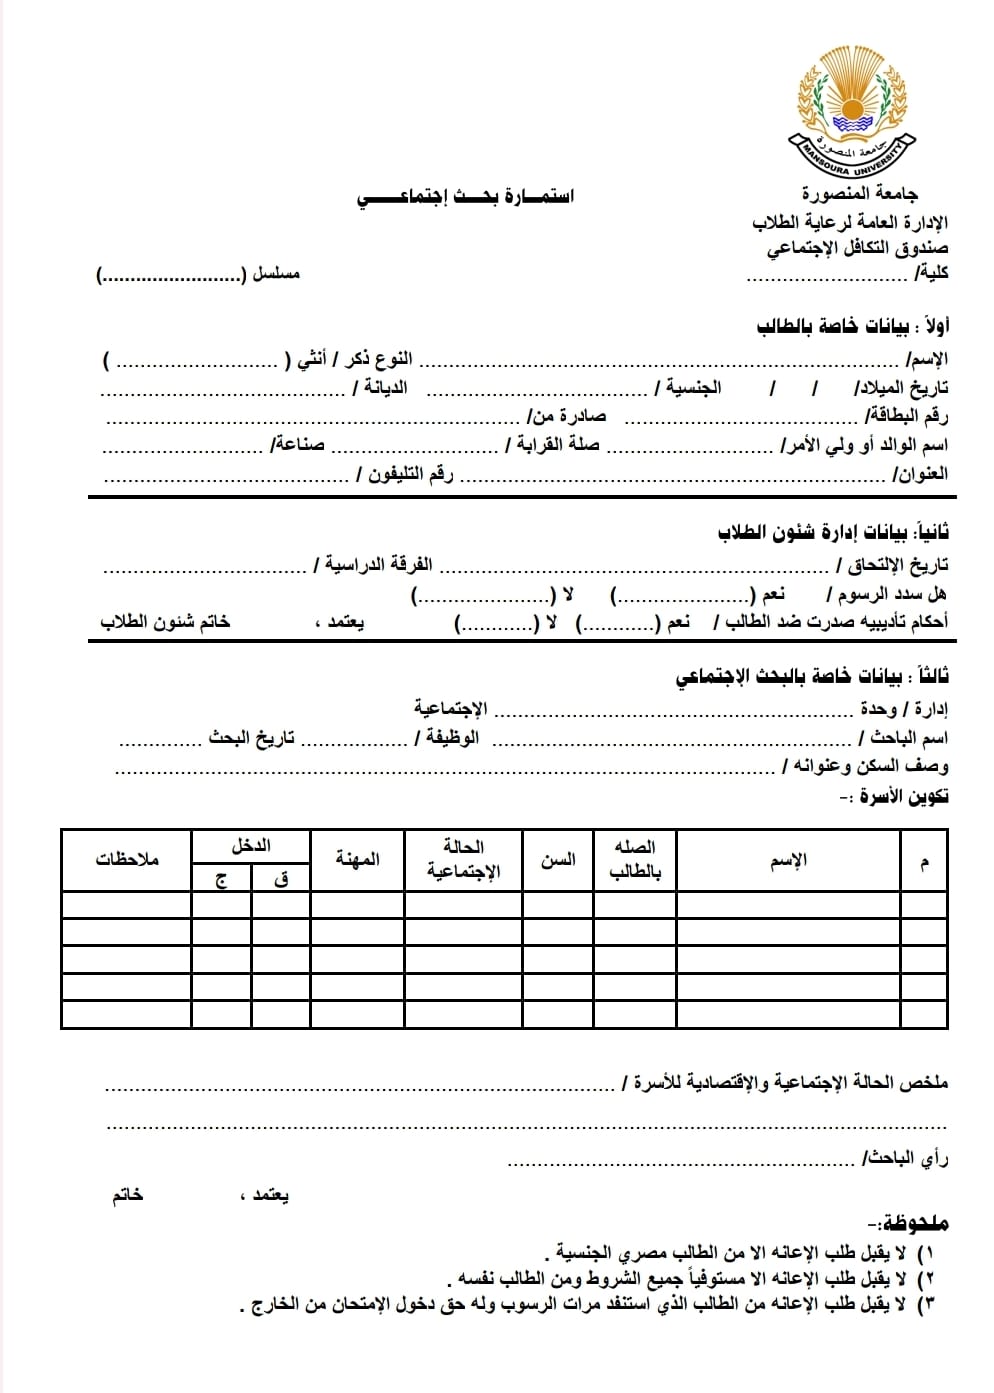 جامعة المنصورة
MANSOURA UNIVERSITY
جامعة المنصورة
استمـــارة بحـــث إجتماعـــــي
الإدارة العامة لرعاية الطلاب
صندوق التكافل الإجتماعي
كلية/ ........................... مسلسل (.........................)
أولاً : بيانات خاصة بالطالب
الإسم/ ................................................................................ النوع ذكر / أنثي ( ........................... )
تاريخ الميلاد/ / / الجنسية / ..................................... الديانة / .........................................
رقم البطاقة/ ....................................... صادرة من/ .....................................................................
اسم الوالد أو ولي الأمر/ ............................ صلة القرابة / ............................ صناعة/ ...........................
العنوان/ ....................................................................... رقم التليفون / .........................................
ثانياً: بيانات إدارة شئون الطلاب
تاريخ الإلتحاق / ................................................................. الفرقة الدراسية / ..................................
هل سدد الرسوم / نعم (......................) لا (......................)
أحكام تأديبيه صدرت ضد الطالب / نعم (............) لا (............) يعتمد ، خاتم شئون الطلاب
ثالثاً : بيانات خاصة بالبحث الإجتماعي
إدارة / وحدة ............................................................ الإجتماعية
اسم الباحث / ............................................................ الوظيفة / .................. تاريخ البحث ..............
وصف السكن وعنوانه / ..............................................................................................................
تكوين الأسرة :-
م الإسم الصله بالطالب السن الحالة الإجتماعية المهنة الدخل ملاحظات
ق ج
ملخص الحالة الإجتماعية والإقتصادية للأسرة / .....................................................................................
............................................................................................................................................
رأي الباحث/ ..........................................................
يعتمد ، خاتم
ملحوظة:-
١) لا يقبل طلب الإعانه الا من الطالب مصري الجنسية .
٢) لا يقبل طلب الإعانه الا مستوفياً جميع الشروط ومن الطالب نفسه .
٣) لا يقبل طلب الإعانه من الطالب الذي استنفد مرات الرسوب وله حق دخول الإمتحان من الخارج .